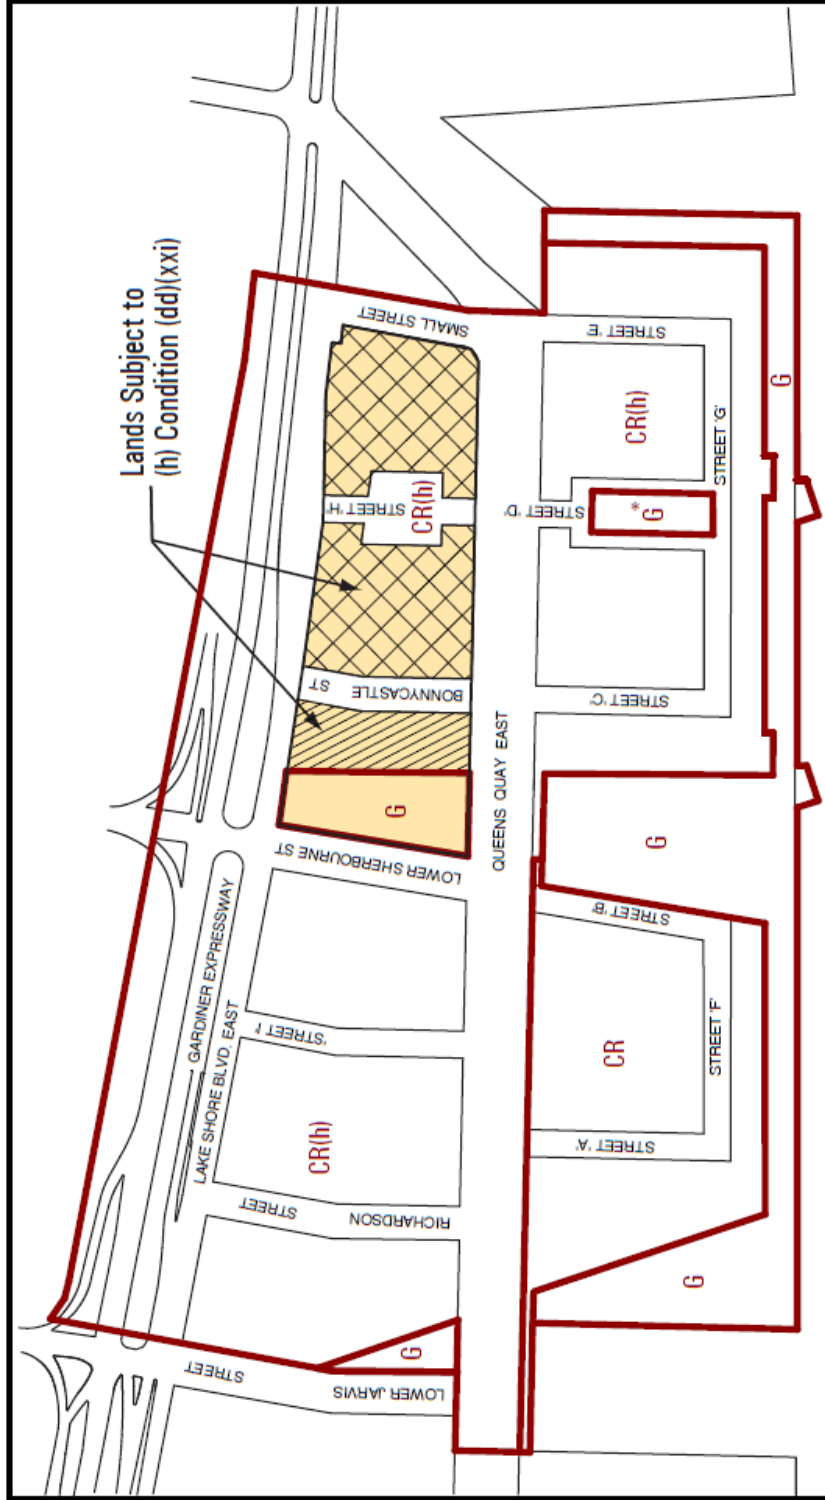 Lands Subject to
(h) Condition (dd)(xxi)
GARDINER EXPRESSWAY
LAKE SHORE BLVD. EAST
LOWER JARVIS STREET
G
RICHARDSON STREET
CR(h)
'STREET I'
LOWER SHERBOURNE ST
G
BONNYCASTLE ST
STREET 'H'
CR(h)
SMALL STREET
QUEENS QUAY EAST
G
STREET 'A'
CR
STREET 'F'
STREET 'B'
G
STREET 'C'
STREET 'D'
*
G
CR(h)
STREET 'E'
STREET 'G'
G